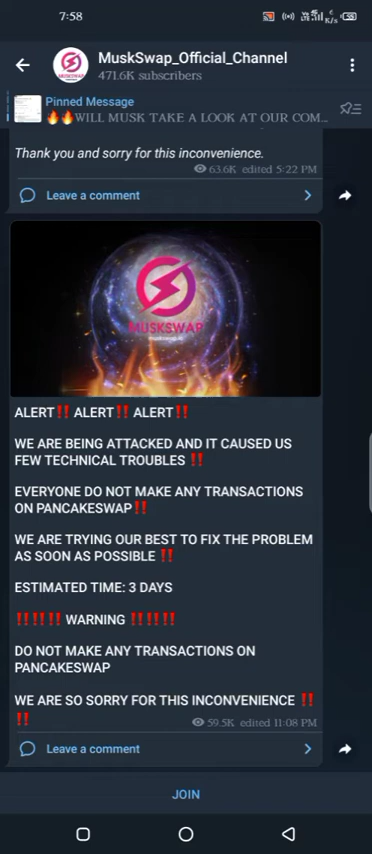 7:58
K/s
MuskSwap_Official_Channel
471.6K subscribers
Pinned Message
🔥🔥WILL MUSK TAKE A LOOK AT OUR COM...
Thank you and sorry for this inconvenience.
63.6K edited 5:22 PM
Leave a comment
MUSKSWAP
ALERT‼️ ALERT‼️ ALERT‼️
WE ARE BEING ATTACKED AND IT CAUSED US
FEW TECHNICAL TROUBLES ‼️
EVERYONE DO NOT MAKE ANY TRANSACTIONS
ON PANCAKESWAP‼️
WE ARE TRYING OUR BEST TO FIX THE PROBLEM
AS SOON AS POSSIBLE ‼️
ESTIMATED TIME: 3 DAYS
‼️‼️‼️ WARNING ‼️‼️‼️
DO NOT MAKE ANY TRANSACTIONS ON
PANCAKESWAP
WE ARE SO SORRY FOR THIS INCONVENIENCE ‼️
‼️
59.5K edited 11:08 PM
Leave a comment
JOIN